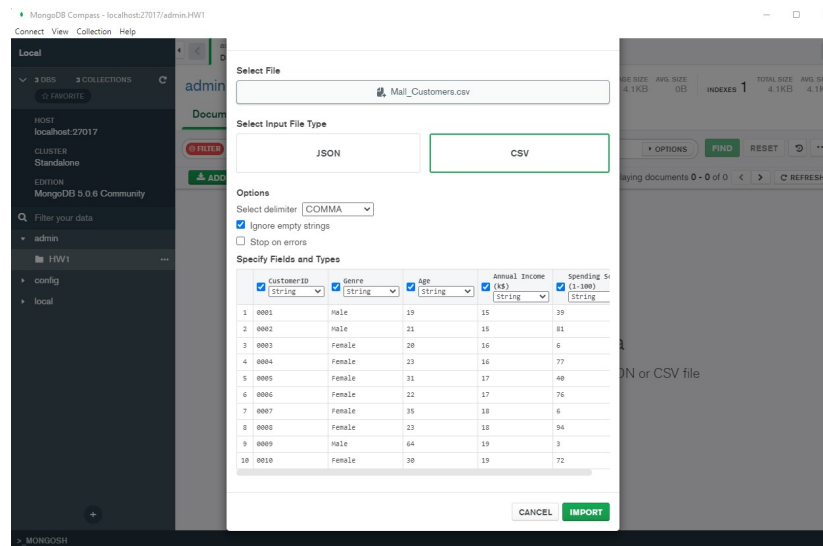 MongoDB Compass - localhost:27017/admin.HW1
Connect View Collection Help
Local
3 DBS 3 COLLECTIONS
☆ FAVORITE
HOST
localhost:27017
CLUSTER
Standalone
EDITION
MongoDB 5.0.6 Community
Filter your data
admin
HW1
config
local
>_MONGOSH
admin
Docum
FILTER
ADD
Select File
Mall_Customers.csv
Select Input File Type
JSON CSV
Options
Select delimiter COMMA
Ignore empty strings
Stop on errors
Specify Fields and Types
CustomerID Genre Age Annual Income (k$) Spending Sc (1-100)
String String String String String
1 0001 Male 19 15 39
2 0002 Male 21 15 81
3 0003 Female 20 16 6
4 0004 Female 23 16 77
5 0005 Female 31 17 40
6 0006 Female 22 17 76
7 0007 Female 35 18 6
8 0008 Female 23 18 94
9 0009 Male 64 19 3
10 0010 Female 30 19 72
CANCEL IMPORT
GE SIZE AVG. SIZE
4.1KB 0B
INDEXES 1
TOTAL SIZE AVG. SI
4.1KB 4.1K
OPTIONS FIND RESET
laying documents 0 - 0 of 0 < > REFRESH
ON or CSV file